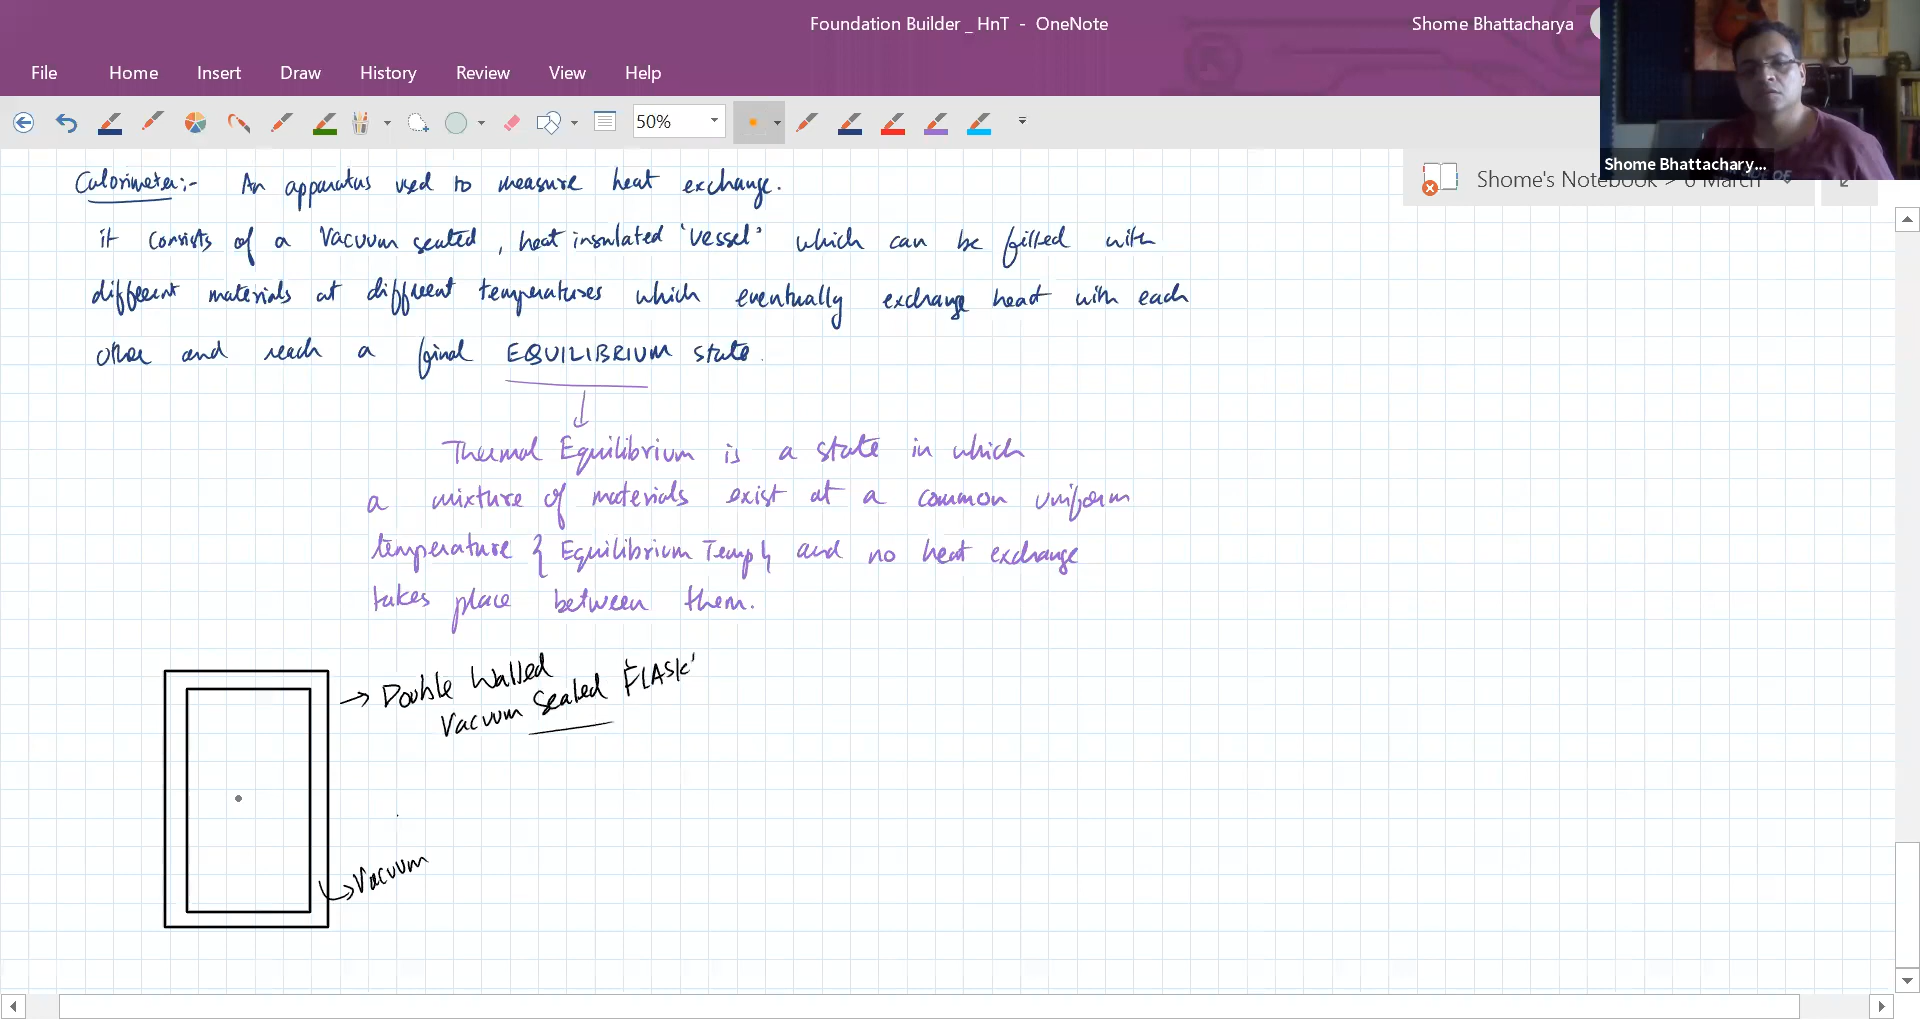 Foundation Builder _ HnT - OneNote
Shome Bhattacharya
File Home Insert Draw History Review View Help
50%
Shome Bhattachary...
Shome's Notebook > 6 March
Calorimeter:- An apparatus used to measure heat exchange.
it consists of a vacuum sealed, heat insulated 'vessel' which can be filled with
different materials at different temperatures which eventually exchange heat with each
other and reach a final EQUILIBRIUM state.
Thermal Equilibrium is a state in which
a mixture of materials exist at a common uniform
temperature { Equilibrium Temp } and no heat exchange
takes place between them.
→ Double Walled
Vacuum Sealed 'FLASK'
Vacuum